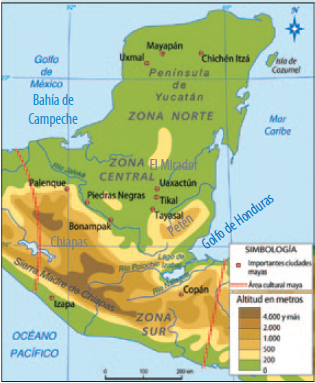 Golfo de
México
Bahía de
Campeche
Mayapán
Uxmal
Chichén Itzá
Península
de
Yucatán
ZONA NORTE
Isla de
Cozumel
Mar
Caribe
ZONA
CENTRAL
El Mirador
Palenque
Piedras Negras
Uaxactún
Tikal
Tayasal
Petén
Bonampak
Golfo de Honduras
Chiapas
Lago de
Izabal
Sierra Madre de Chiapas
Copán
Izapa
ZONA
SUR
OCÉANO
PACÍFICO
SIMBOLOGÍA
Importantes ciudades
mayas
Área cultural maya
Altitud en metros
4.000 y más
2.000
1.000
500
200
0
0 100 200 km